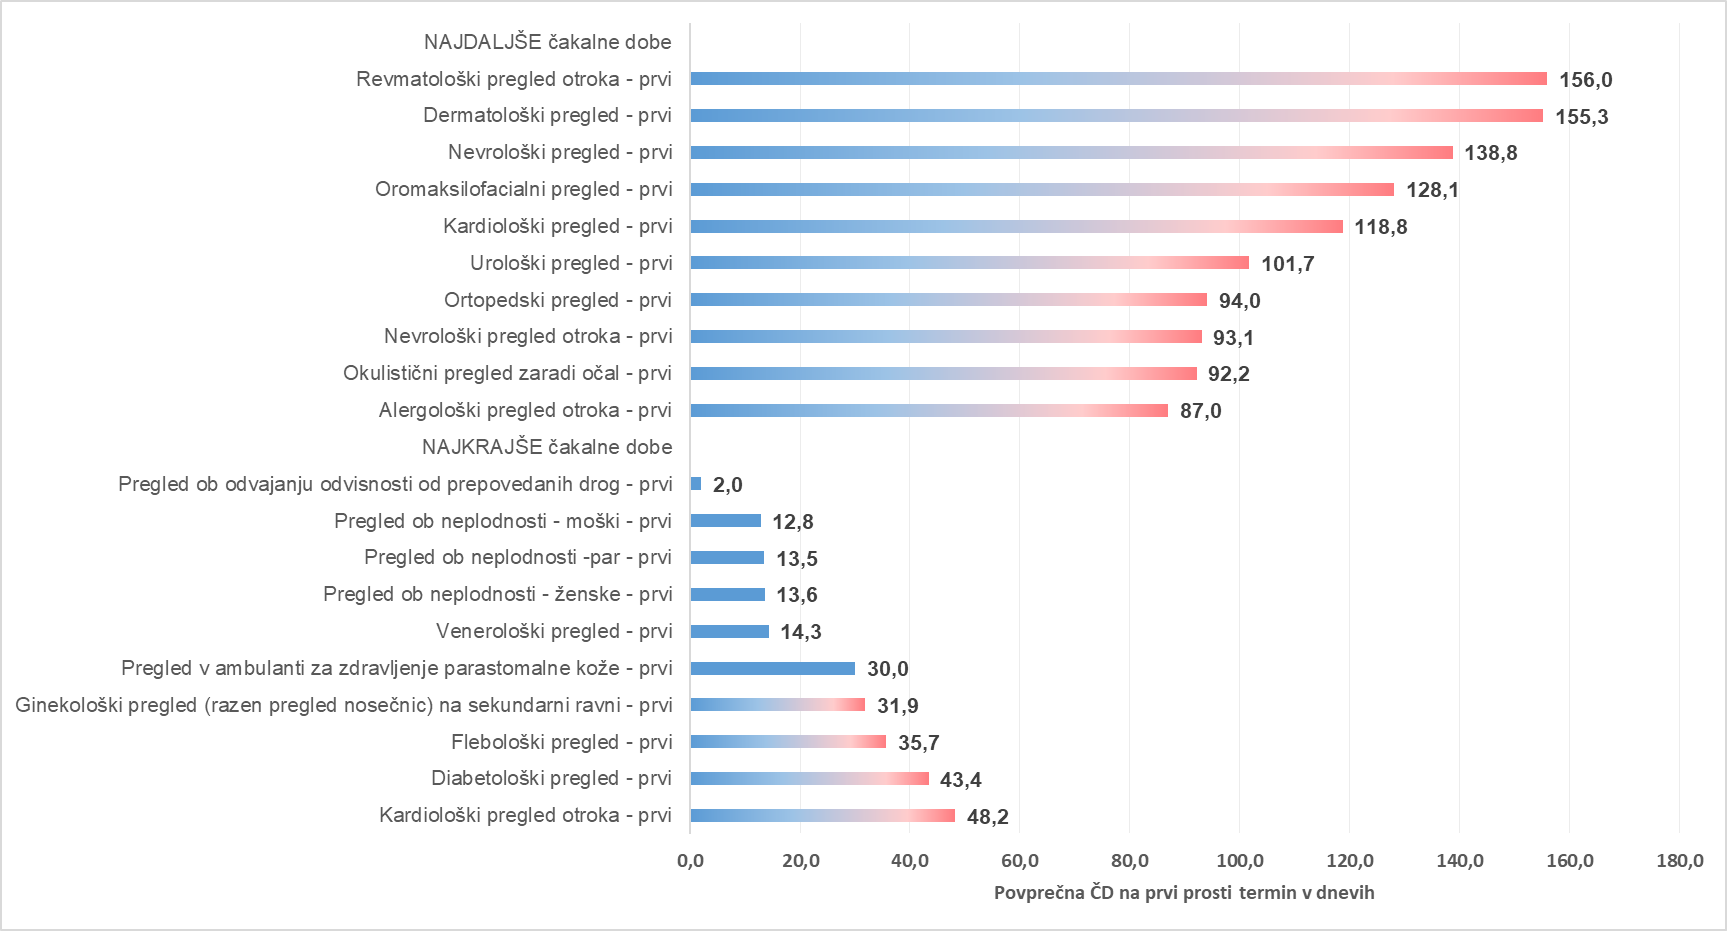 NAJDALJŠE čakalne dobe
Revmatološki pregled otroka - prvi 156,0
Dermatološki pregled - prvi 155,3
Nevrološki pregled - prvi 138,8
Oromaksilofacialni pregled - prvi 128,1
Kardiološki pregled - prvi 118,8
Urološki pregled - prvi 101,7
Ortopedski pregled - prvi 94,0
Nevrološki pregled otroka - prvi 93,1
Okulistični pregled zaradi očal - prvi 92,2
Alergološki pregled otroka - prvi 87,0
NAJKRAJŠE čakalne dobe
Pregled ob odvajanju odvisnosti od prepovedanih drog - prvi 2,0
Pregled ob neplodnosti - moški - prvi 12,8
Pregled ob neplodnosti -par - prvi 13,5
Pregled ob neplodnosti - ženske - prvi 13,6
Venerološki pregled - prvi 14,3
Pregled v ambulanti za zdravljenje parastomalne kože - prvi 30,0
Ginekološki pregled (razen pregled nosečnic) na sekundarni ravni - prvi 31,9
Flebološki pregled - prvi 35,7
Diabetološki pregled - prvi 43,4
Kardiološki pregled otroka - prvi 48,2
0,0 20,0 40,0 60,0 80,0 100,0 120,0 140,0 160,0 180,0
Povprečna ČD na prvi prosti termin v dnevih